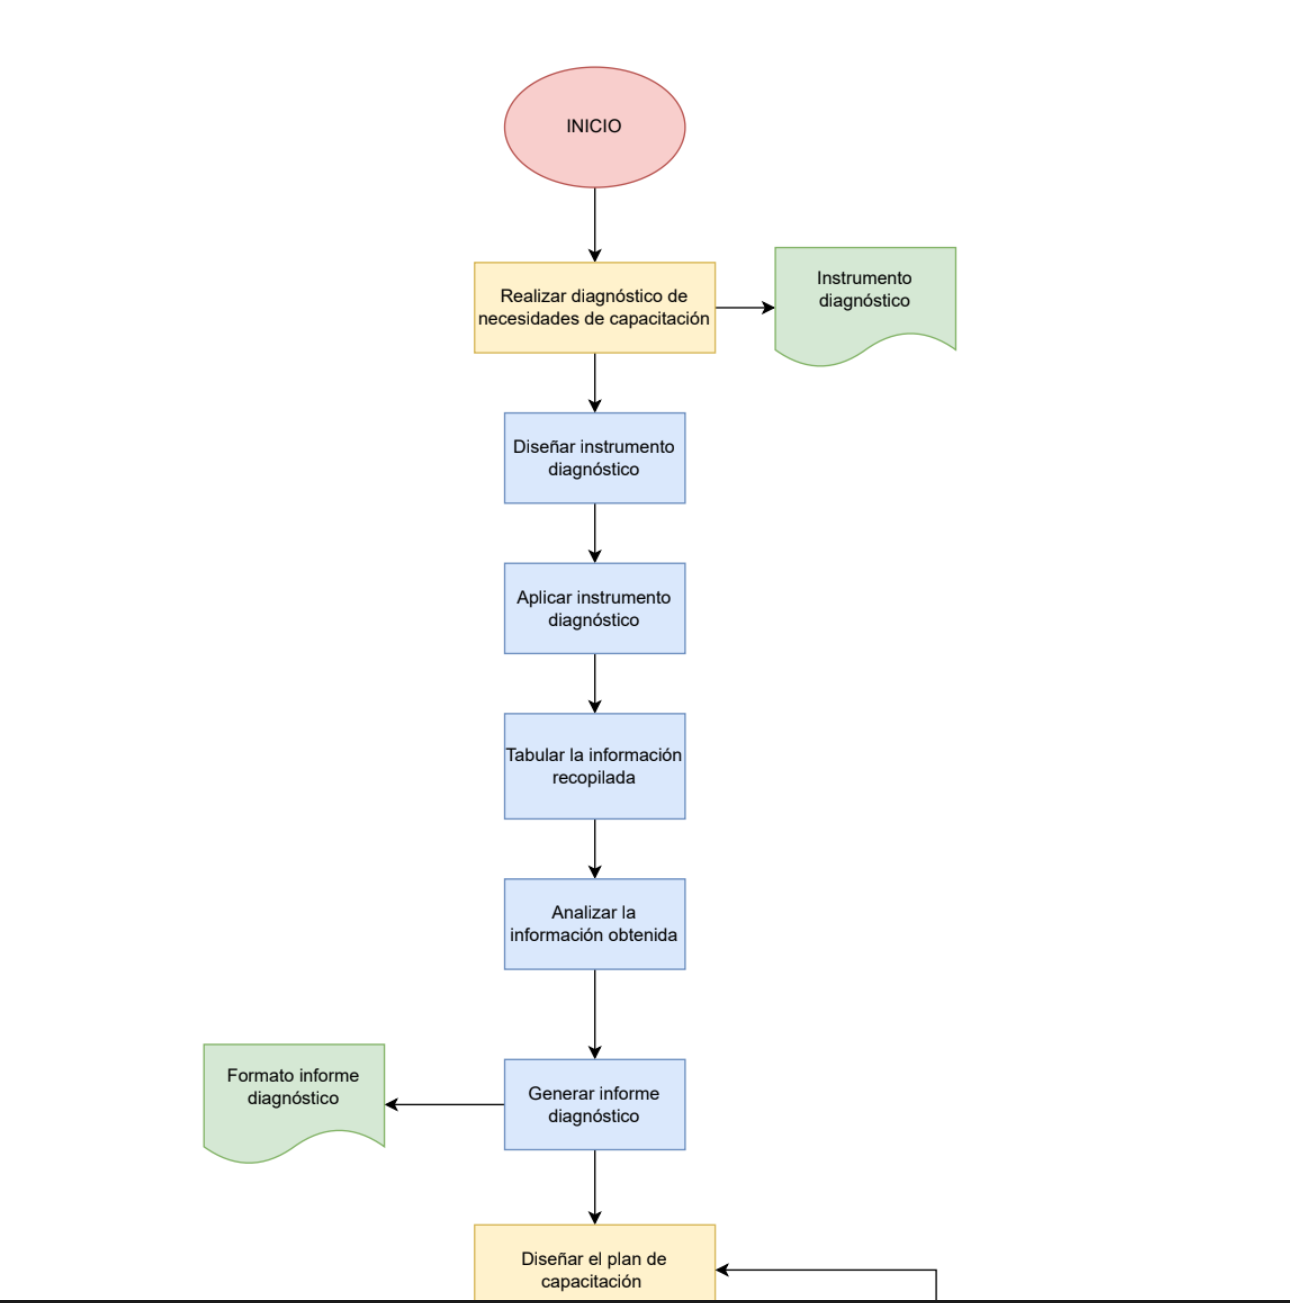 INICIO
Realizar diagnóstico de
necesidades de capacitación
Instrumento
diagnóstico
Diseñar instrumento
diagnóstico
Aplicar instrumento
diagnóstico
Tabular la información
recopilada
Analizar la
información obtenida
Formato informe
diagnóstico
Generar informe
diagnóstico
Diseñar el plan de
capacitación